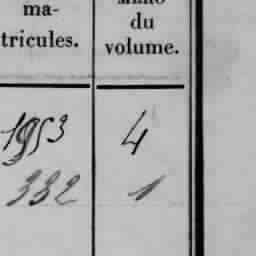 ma-
tricules.
du
volume.
1953 4
332 1